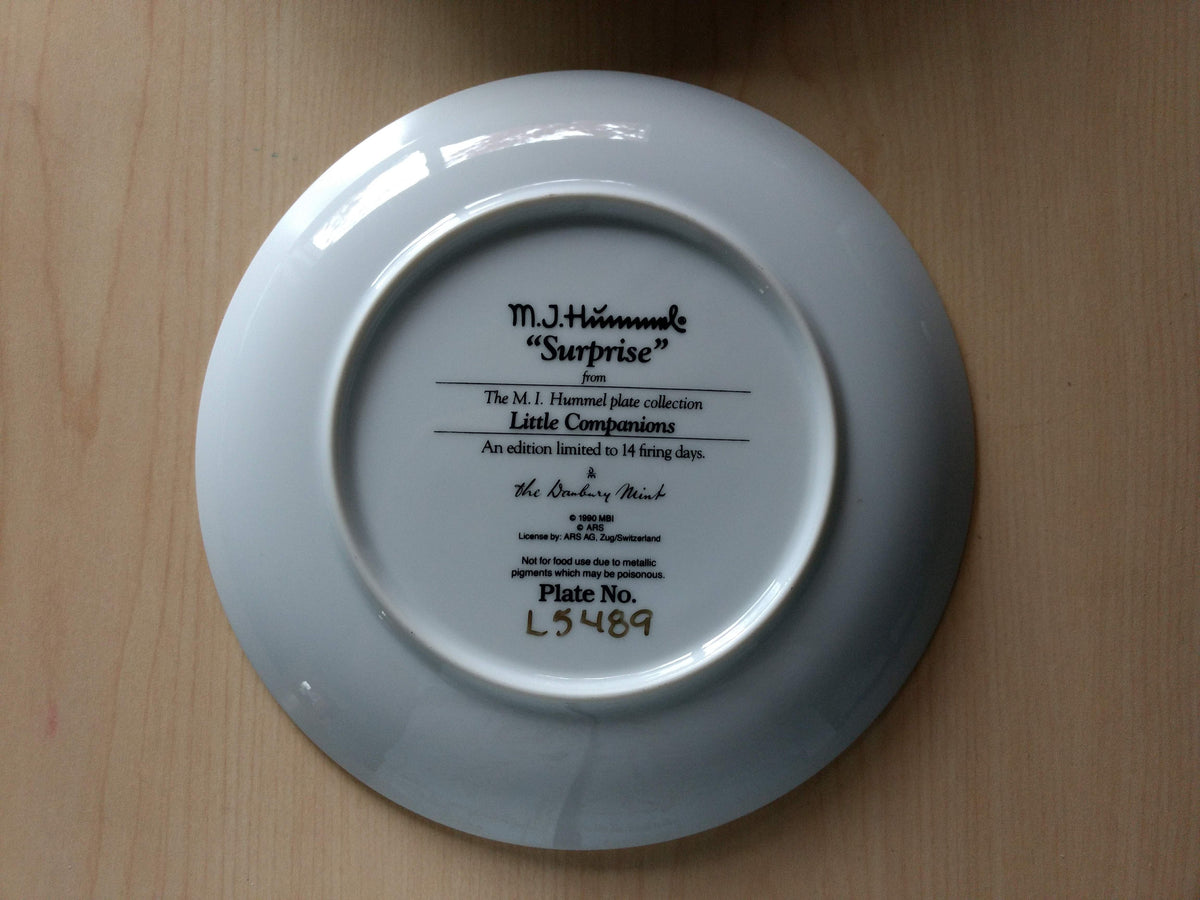 M.J.Hummel®
“Surprise”
from
The M. I. Hummel plate collection
Little Companions
An edition limited to 14 firing days.
the Danbury Mint
© 1990 MBI
© ARS
License by: ARS AG, Zug/Switzerland
Not for food use due to metallic
pigments which may be poisonous.
Plate No.
L5489